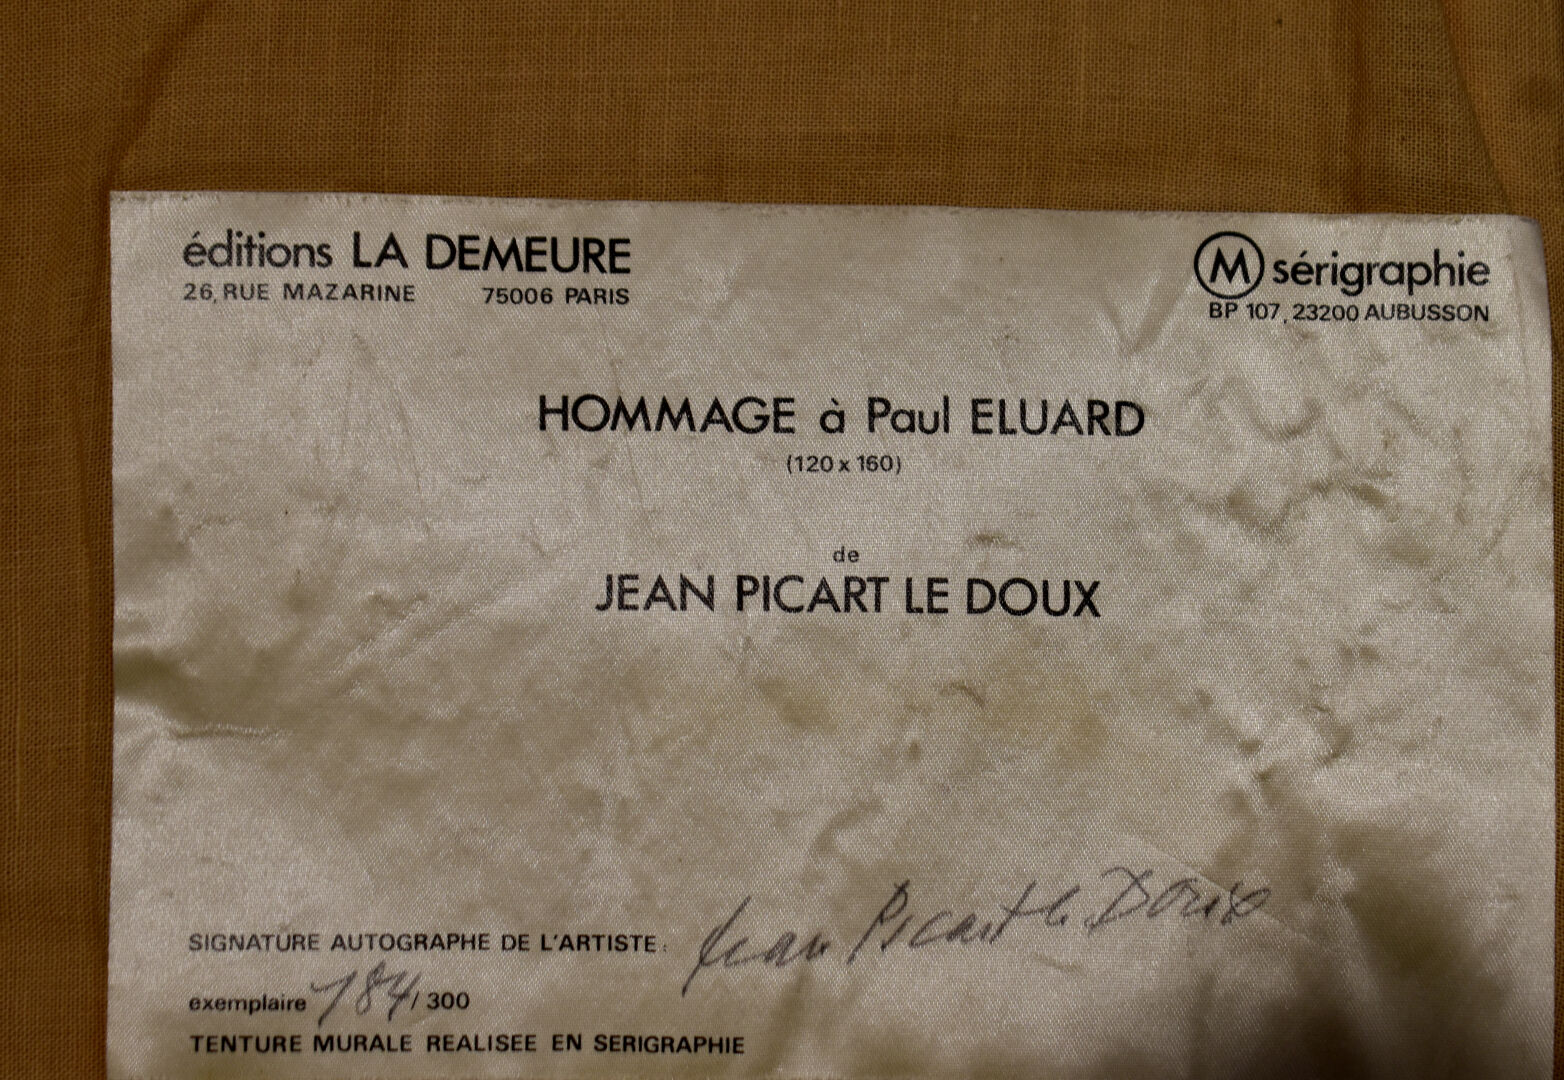 éditions LA DEMEURE
26, RUE MAZARINE 75006 PARIS
M sérigraphie
BP 107, 23200 AUBUSSON
HOMMAGE à Paul ELUARD
(120 x 160)
de
JEAN PICART LE DOUX
SIGNATURE AUTOGRAPHE DE L'ARTISTE: Jean Picart le Doux
exemplaire 184/ 300
TENTURE MURALE REALISEE EN SERIGRAPHIE